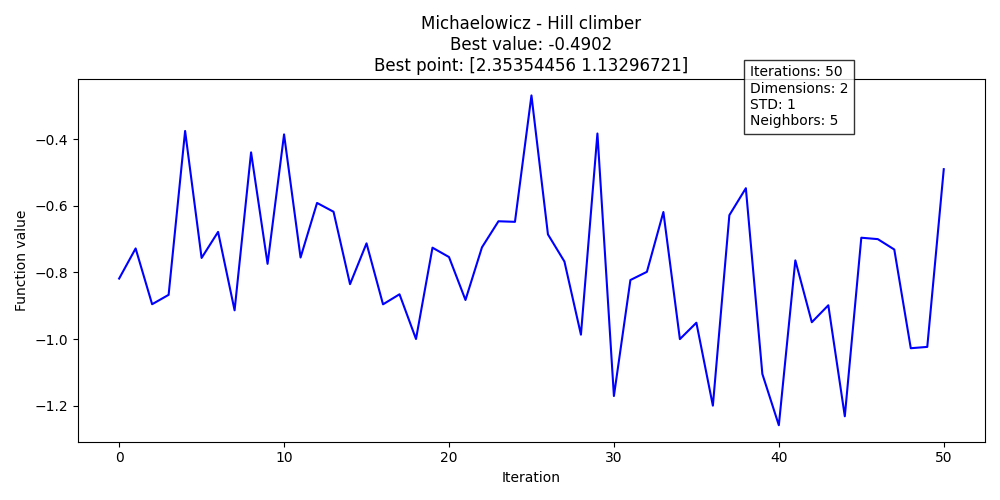 Michaelowicz - Hill climber
Best value: -0.4902
Best point: [2.35354456 1.13296721]
Iterations: 50
Dimensions: 2
STD: 1
Neighbors: 5
Function value
−0.4
−0.6
−0.8
−1.0
−1.2
0
10
20
30
40
50
Iteration